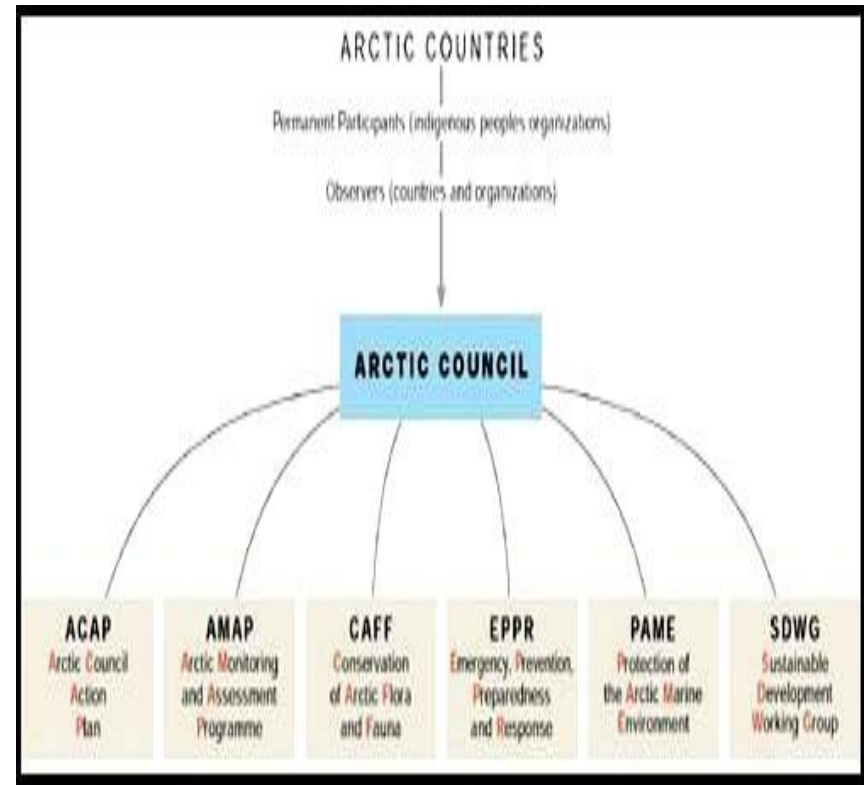 ARCTIC COUNTRIES
Permanent Participants (indigenous peoples organizations)
Observers (countries and organizations)
ARCTIC COUNCIL
ACAP
Arctic Council
Action
Plan
AMAP
Arctic Monitoring
and Assessment
Programme
CAFF
Conservation
of Arctic Flora
and Fauna
EPPR
Emergency, Prevention,
Preparedness
and Response
PAME
Protection of
the Arctic Marine
Environment
SDWG
Sustainable
Development
Working Group